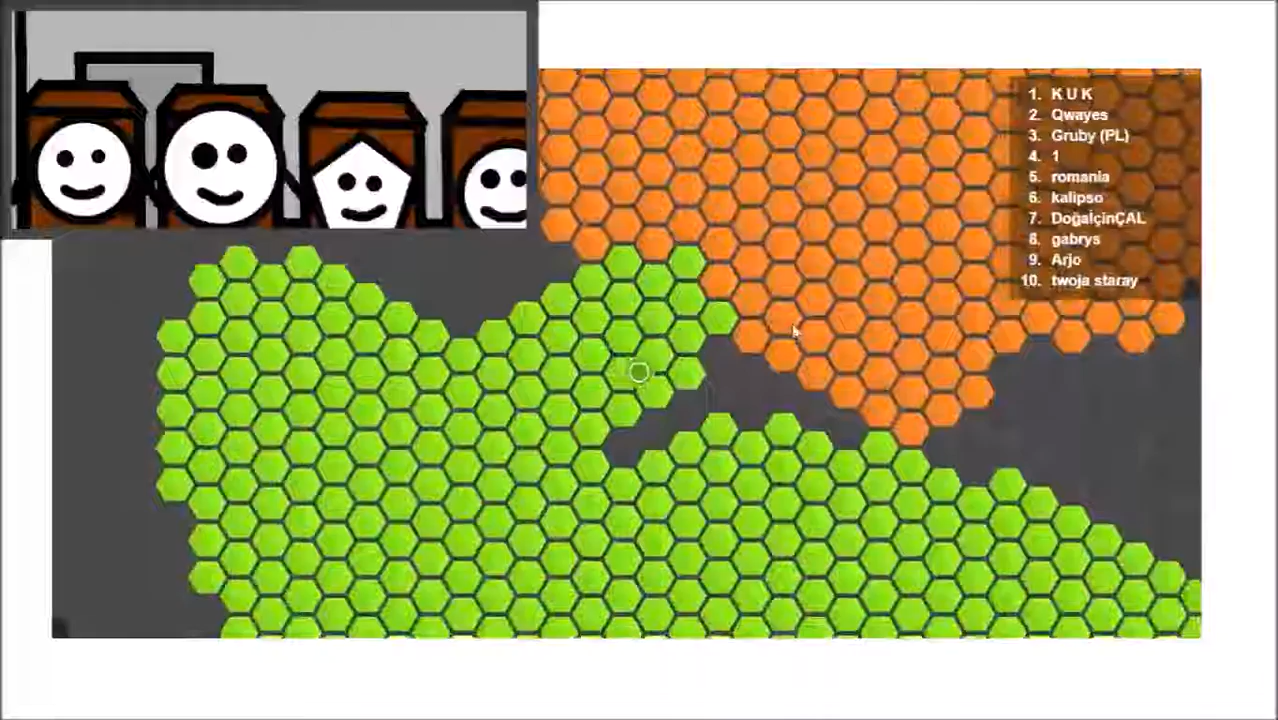 1. K U K
2. Qwayes
3. Gruby (PL)
4. 1
5. romania
6. kalipso
7. DoğalçinÇAL
8. gabrys
9. Arjo
10. twoja staray